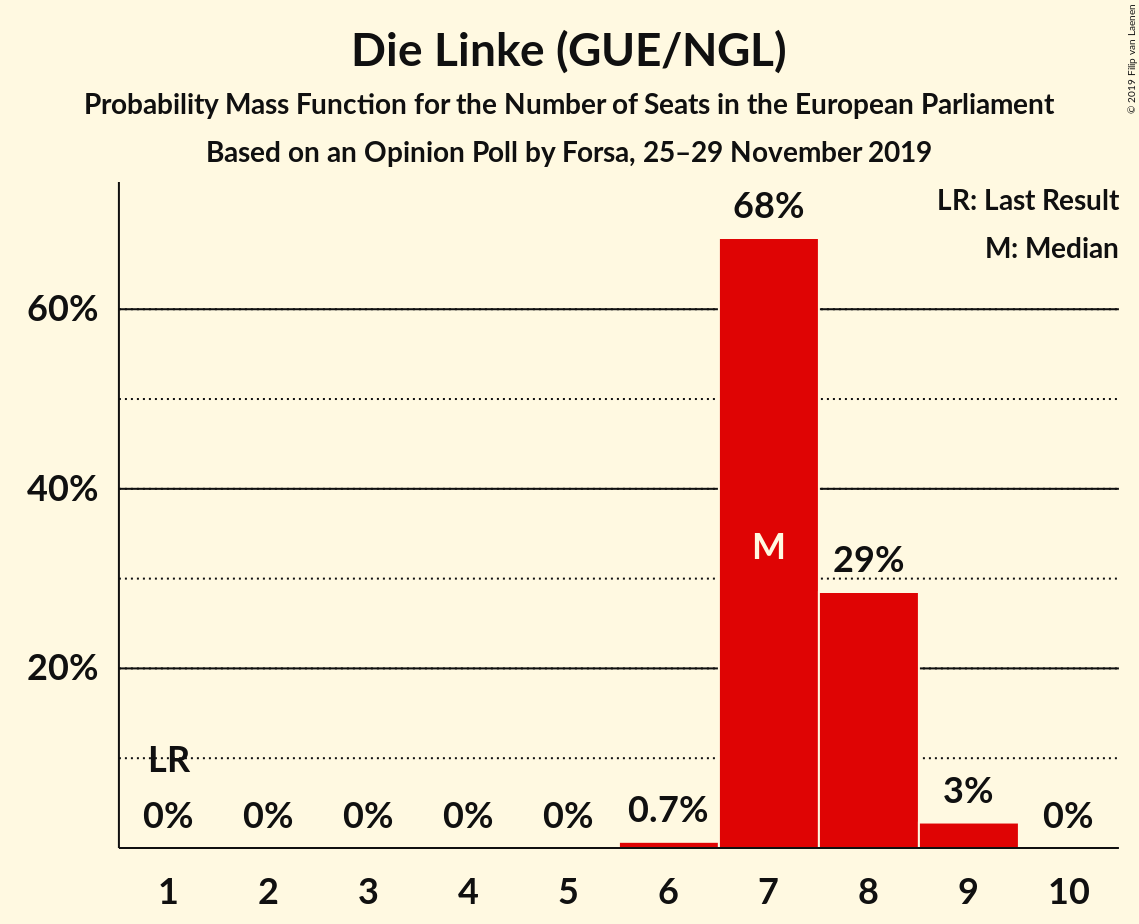 Die Linke (GUE/NGL)
Probability Mass Function for the Number of Seats in the European Parliament
Based on an Opinion Poll by Forsa, 25–29 November 2019
© 2019 Filip van Laenen
LR: Last Result
M: Median
68%
60%
40%
M
29%
20%
LR
0% 0% 0% 0% 0% 0.7% 3% 0%
1 2 3 4 5 6 7 8 9 10